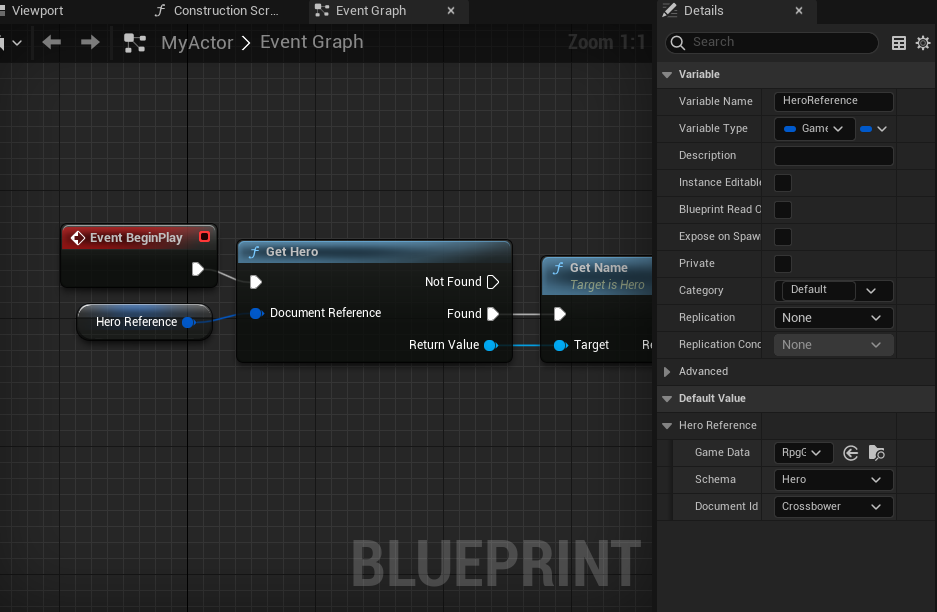 Viewport
Construction Scr...
Event Graph
MyActor
Event Graph
Zoom 1:1
Event BeginPlay
Hero Reference
Get Hero
Not Found
Document Reference
Found
Return Value
Get Name
Target is Hero
Target
Re
BLUEPRINT
Details
Search
Variable
Variable Name
HeroReference
Variable Type
Game
Description
Instance Editable
Blueprint Read O
Expose on Spawn
Private
Category
Default
Replication
None
Replication Conc
None
Advanced
Default Value
Hero Reference
Game Data
RpgG
Schema
Hero
Document Id
Crossbower